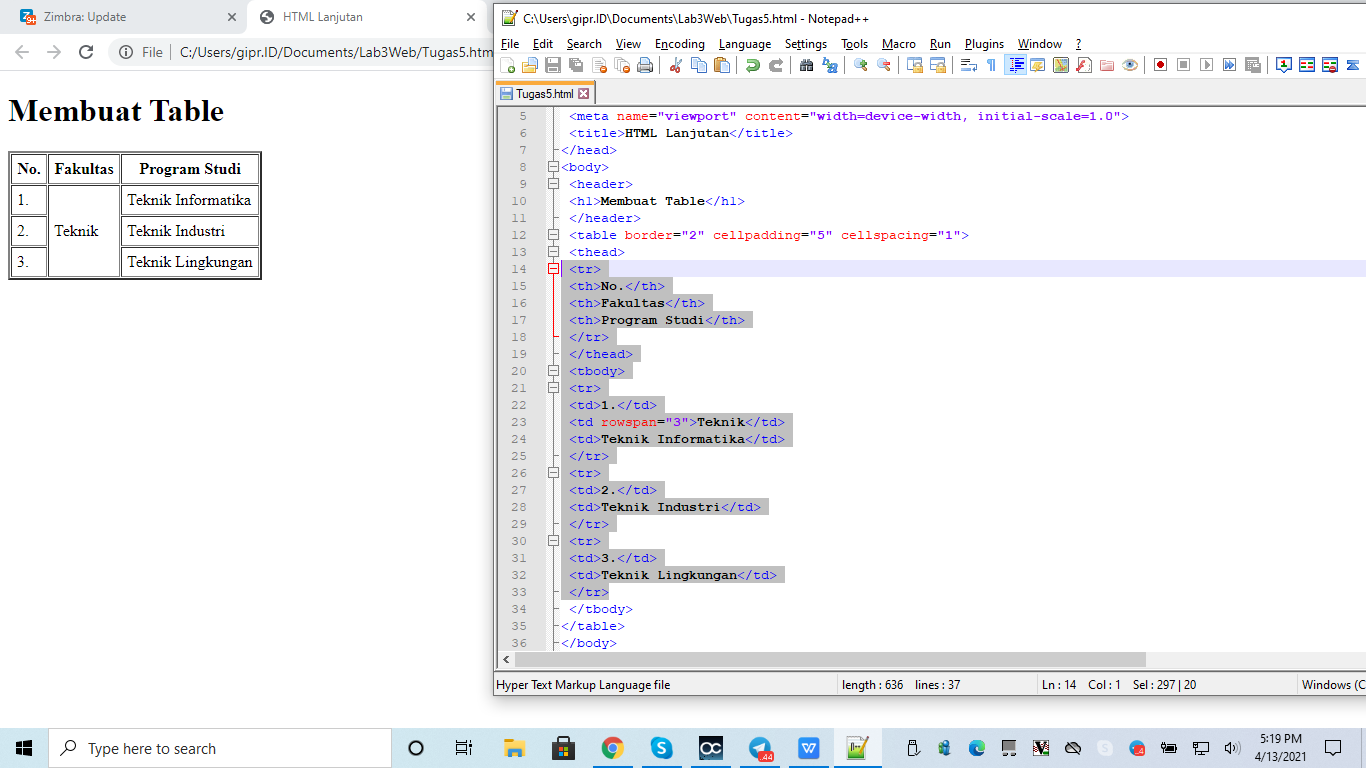 Zimbra: Update
HTML Lanjutan
File
C:/Users/gipr.ID/Documents/Lab3Web/Tugas5.htm
Membuat Table
No. Fakultas Program Studi
1. Teknik Teknik Informatika
2. Teknik Industri
3. Teknik Lingkungan
C:\Users\gipr.ID\Documents\Lab3Web\Tugas5.html - Notepad++
File Edit Search View Encoding Language Settings Tools Macro Run Plugins Window ?
Tugas5.html
5 <meta name="viewport" content="width=device-width, initial-scale=1.0">
6 <title>HTML Lanjutan</title>
7 </head>
8 <body>
9 <header>
10 <h1>Membuat Table</h1>
11 </header>
12 <table border="2" cellpadding="5" cellspacing="1">
13 <thead>
14 <tr>
15 <th>No.</th>
16 <th>Fakultas</th>
17 <th>Program Studi</th>
18 </tr>
19 </thead>
20 <tbody>
21 <tr>
22 <td>1.</td>
23 <td rowspan="3">Teknik</td>
24 <td>Teknik Informatika</td>
25 </tr>
26 <tr>
27 <td>2.</td>
28 <td>Teknik Industri</td>
29 </tr>
30 <tr>
31 <td>3.</td>
32 <td>Teknik Lingkungan</td>
33 </tr>
34 </tbody>
35 </table>
36 </body>
Hyper Text Markup Language file length : 636 lines : 37 Ln : 14 Col : 1 Sel : 297 | 20 Windows (C
Type here to search
5:19 PM
4/13/2021